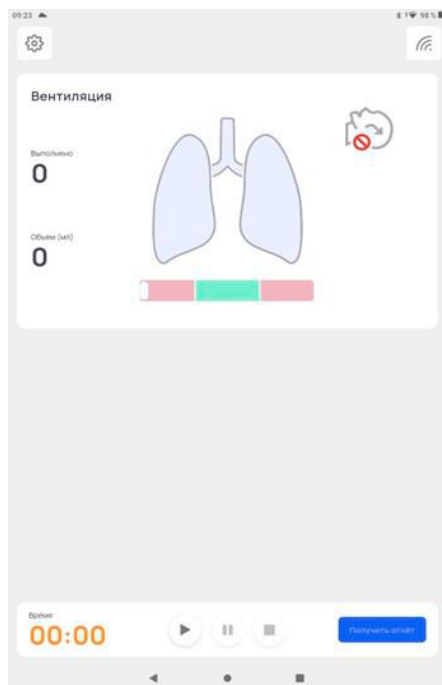 09:23
98 %
Вентиляция
Выполнено
0
Объем (мл)
0
Время
00:00
Получить отчёт